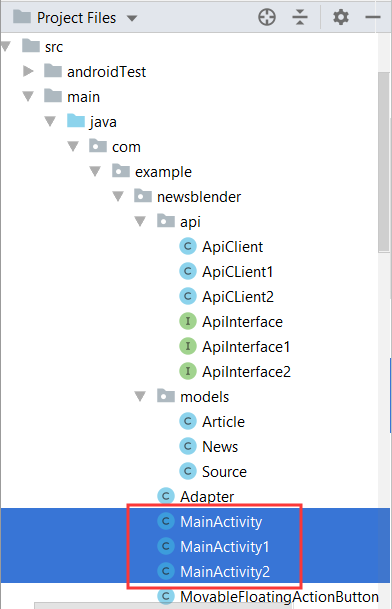 Project Files
src
androidTest
main
java
com
example
newsblender
api
C ApiClient
C ApiCLient1
C ApiCLient2
I ApiInterface
I ApiInterface1
I ApiInterface2
models
C Article
C News
C Source
C Adapter
C MainActivity
C MainActivity1
C MainActivity2
C MovableFloatingActionButton